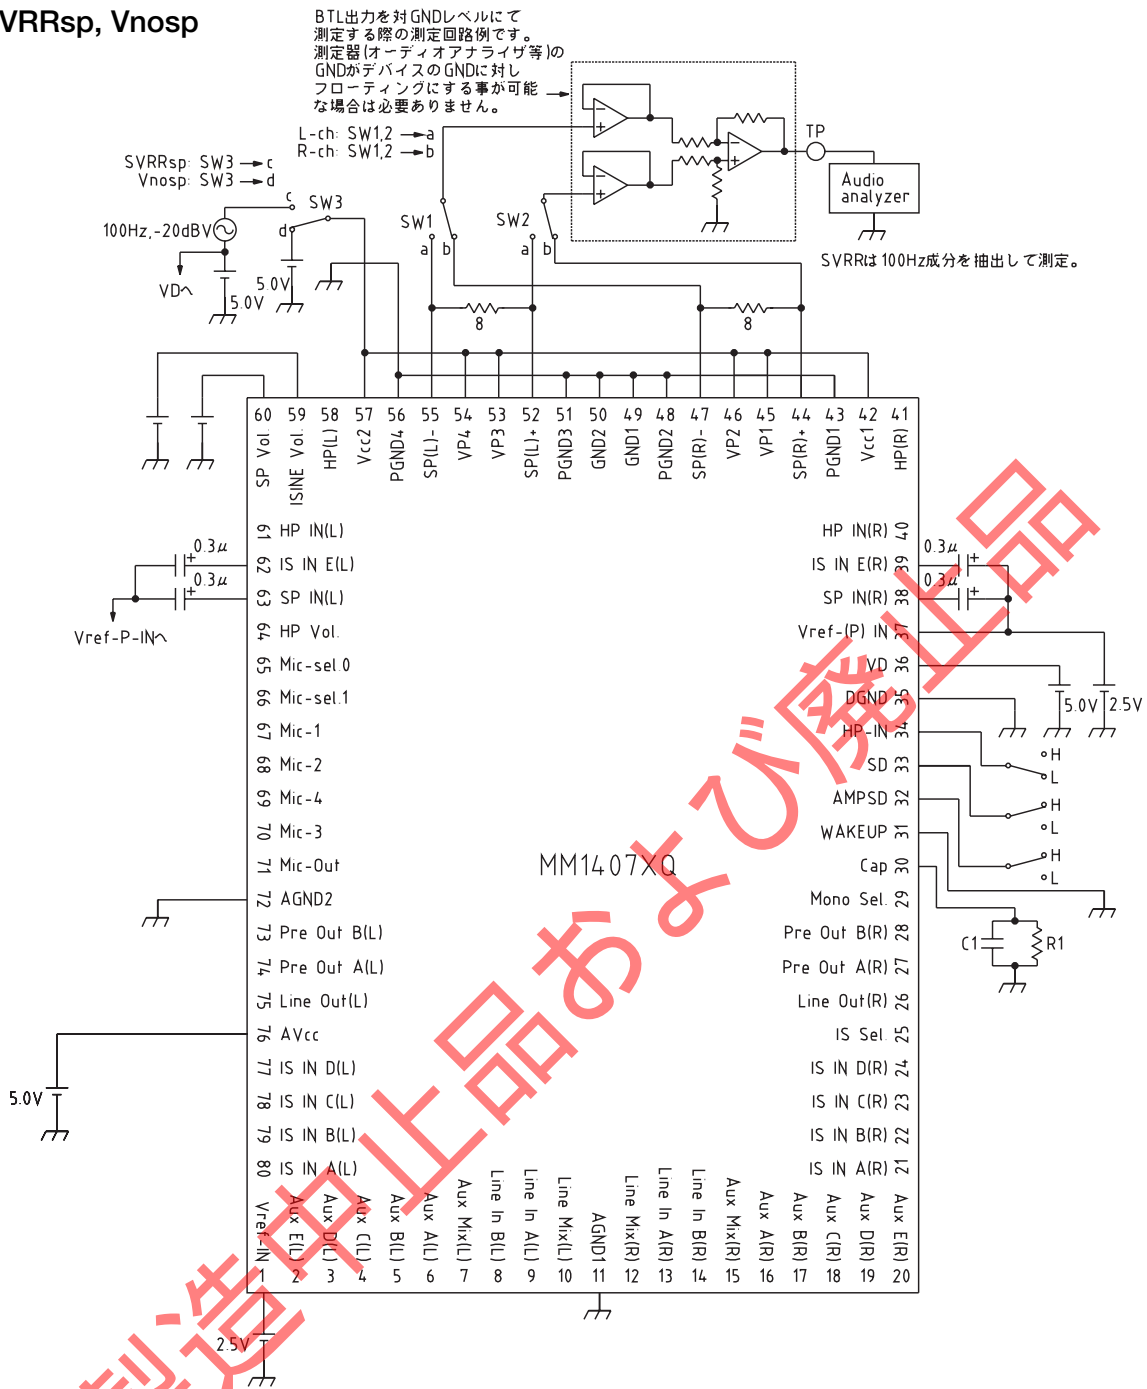 VRRsp, Vnosp
BTL出力を対GNDレベルにて
測定する際の測定回路例です。
測定器(オーディオアナライザ等)の
GNDがデバイスのGNDに対し
フローティングにする事が可能
な場合は必要ありません。
L-ch: SW1,2 → a
R-ch: SW1,2 → b
SVRRsp: SW3 → c
Vnosp: SW3 → d
c
SW3
d
100Hz,-20dBV
VDへ
5.0V
5.0V
SW1
a b
SW2
a b
TP
Audio
analyzer
SVRRは100Hz成分を抽出して測定。
8
8
60 59 58 57 56 55 54 53 52 51 50 49 48 47 46 45 44 43 42 41
SP Vol.
ISINE Vol.
HP(L)
Vcc2
PGND4
SP(L)-
VP4
VP3
SP(L)+
PGND3
GND2
GND1
PGND2
SP(R)-
VP2
VP1
SP(R)+
PGND1
Vcc1
HP(R)
61 HP IN(L)
62 IS IN E(L)
63 SP IN(L)
64 HP Vol.
65 Mic-sel.0
66 Mic-sel.1
67 Mic-1
68 Mic-2
69 Mic-4
70 Mic-3
71 Mic-Out
72 AGND2
73 Pre Out B(L)
74 Pre Out A(L)
75 Line Out(L)
76 AVcc
77 IS IN D(L)
78 IS IN C(L)
79 IS IN B(L)
80 IS IN A(L)
0.3μ
+
0.3μ
+
Vref-P-INへ
5.0V
MM1407XQ
HP IN(R) 40
IS IN E(R) 39
SP IN(R) 38
Vref-(P) IN 37
VD 36
DGND 35
HP-IN 34
SD 33
AMPSD 32
WAKEUP 31
Cap 30
Mono Sel. 29
Pre Out B(R) 28
Pre Out A(R) 27
Line Out(R) 26
IS Sel. 25
IS IN D(R) 24
IS IN C(R) 23
IS IN B(R) 22
IS IN A(R) 21
0.3μ
+
0.3μ
+
5.0V
2.5V
H
L
H
L
H
L
C1
R1
Vref-IN
Aux E(L)
Aux D(L)
Aux C(L)
Aux B(L)
Aux A(L)
Aux Mix(L)
Line In B(L)
Line In A(L)
Line Mix(L)
AGND1
Line Mix(R)
Line In A(R)
Line In B(R)
Aux Mix(R)
Aux A(R)
Aux B(R)
Aux C(R)
Aux D(R)
Aux E(R)
1 2 3 4 5 6 7 8 9 10 11 12 13 14 15 16 17 18 19 20
2.5V
製造中止品および廃止品